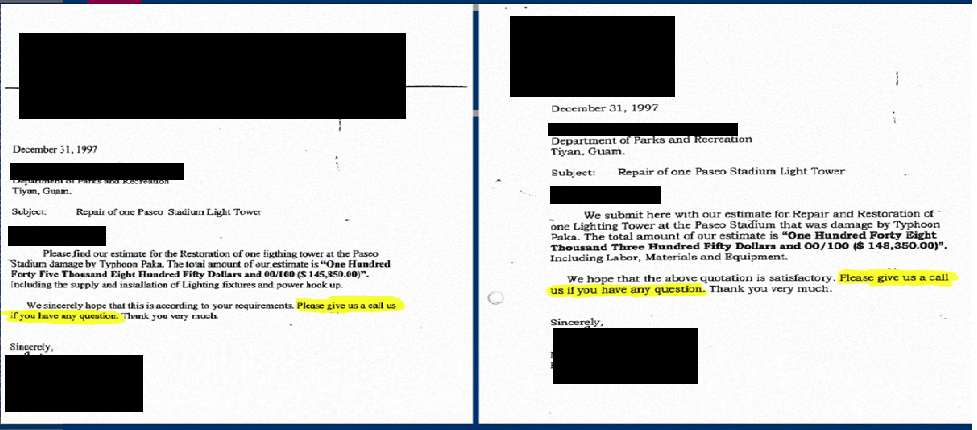 December 31, 1997
Department of Parks and Recreation
Tiyan, Guam.
Subject: Repair of one Paseo Stadium Light Tower
Please find our estimate for the Restoration of one ligthing tower at the Paseo
Stadium damage by Typhoon Paka. The total amount of our estimate is “One Hundred
Forty Five Thousand Eight Hundred Fifty Dollars and 00/100 ($ 145,850.00)”.
Including the supply and installation of Lighting fixtures and power hook up.
We sincerely hope that this is according to your requirements. Please give us a call us
if you have any question. Thank you very much.
Sincerely,
December 31, 1997
Department of Parks and Recreation
Tiyan, Guam.
Subject: Repair of one Paseo Stadium Light Tower
We submit here with our estimate for Repair and Restoration of
one Lighting Tower at the Paseo Stadium that was damage by Typhoon
Paka. The total amount of our estimate is “One Hundred Forty Eight
Thousand Three Hundred Fifty Dollars and 00/100 ($ 148,350.00)”.
Including Labor, Materials and Equipment.
We hope that the above quotation is satisfactory. Please give us a call
us if you have any question. Thank you very much.
Sincerely,